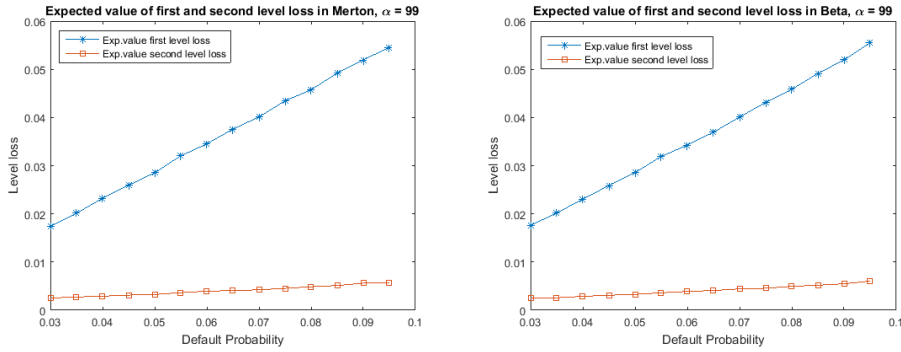 Expected value of first and second level loss in Merton, α = 99
0.06
0.05
0.04
0.03
0.02
0.01
0
Level loss
Exp.value first level loss
Exp.value second level loss
0.03 0.04 0.05 0.06 0.07 0.08 0.09 0.1
Default Probability
Expected value of first and second level loss in Beta, α = 99
0.06
0.05
0.04
0.03
0.02
0.01
0
Level loss
Exp.value first level loss
Exp.value second level loss
0.03 0.04 0.05 0.06 0.07 0.08 0.09 0.1
Default Probability